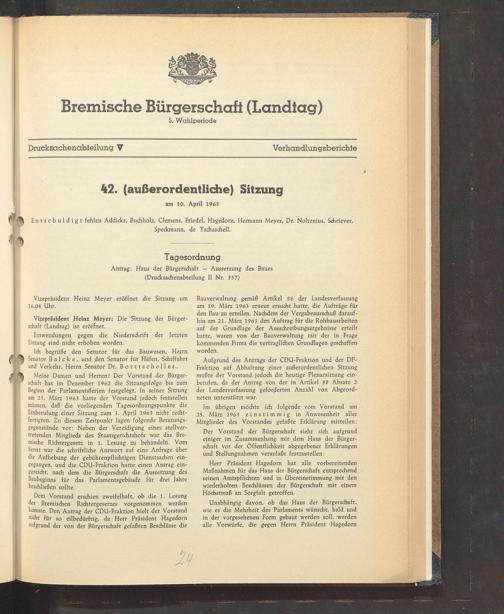 Bremische Bürgerschaft (Landtag)
5. Wahlperiode
Drucksachenabteilung V
Verhandlungsberichte
42. (außerordentliche) Sitzung
am 10. April 1963
Entschuldigt fehlen Addicks, Buchholz, Clemens, Friedel, Hagedorn, Hermann Meyer, Dr. Noltenius, Schriever,
Speckmann, de Tschaschell.
Tagesordnung
Antrag: Haus der Bürgerschaft — Aussetzung des Baues
(Drucksachenabteilung II Nr. 357)
Vizepräsident Heinz Meyer eröffnet die Sitzung um
16.04 Uhr.
Vizepräsident Heinz Meyer: Die Sitzung der Bürger-
schaft (Landtag) ist eröffnet.
Einwendungen gegen die Niederschrift der letzten
Sitzung sind nicht erhoben worden.
Ich begrüße den Senator für das Bauwesen, Herrn
Senator Balcke, und den Senator für Häfen, Schiffahrt
und Verkehr, Herrn Senator Dr. Borttscheller.
Meine Damen und Herren! Der Vorstand der Bürger-
schaft hat im Dezember 1962 die Sitzungsfolge bis zum
Beginn der Parlamentsferien festgelegt. In seiner Sitzung
am 25. März 1963 hatte der Vorstand jedoch feststellen
müssen, daß die vorliegenden Tagesordnungspunkte die
Einberufung einer Sitzung zum 3. April 1963 nicht recht-
fertigten. Zu diesem Zeitpunkt lagen folgende Beratungs-
gegenstände vor: Neben der Vereidigung eines stellver-
tretenden Mitglieds des Staatsgerichtshofs war das Bre-
mische Richtergesetz in 1. Lesung zu behandeln. Vom
Senat war die schriftliche Antwort auf eine Anfrage über
die Aufhebung der gebührenpflichtigen Dienstsachen ein-
gegangen, und die CDU-Fraktion hatte einen Antrag ein-
gereicht, nach dem die Bürgerschaft die Aussetzung des
Baubeginns für das Parlamentsgebäude für drei Jahre
beschließen sollte.
Dem Vorstand erschien zweifelhaft, ob die 1. Lesung
des Bremischen Richtergesetzes vorgenommen werden
konnte. Den Antrag der CDU-Fraktion hielt der Vorstand
nicht für so eilbedürftig, da Herr Präsident Hagedorn
aufgrund der von der Bürgerschaft gefaßten Beschlüsse die
Bauverwaltung gemäß Artikel 86 der Landesverfassung
am 19. März 1963 erneut ersucht hatte, die Aufträge für
den Bau zu erteilen. Nachdem der Vergabeausschuß darauf-
hin am 21. März 1963 den Auftrag für die Rohbauarbeiten
auf der Grundlage der Ausschreibungsergebnisse erteilt
hatte, waren von der Bauverwaltung mit der in Frage
kommenden Firma die vertraglichen Grundlagen geschaffen
worden.
Aufgrund des Antrags der CDU-Fraktion und der DP-
Fraktion auf Abhaltung einer außerordentlichen Sitzung
mußte der Vorstand jedoch die heutige Plenarsitzung ein-
berufen, da der Antrag von der in Artikel 88 Absatz 2
der Landesverfassung geforderten Anzahl von Abgeord-
neten unterstützt war.
Im übrigen möchte ich folgende vom Vorstand am
25. März 1963 einstimmig in Anwesenheit aller
Mitglieder des Vorstandes gefaßte Erklärung mitteilen:
Der Vorstand der Bürgerschaft sieht sich aufgrund
einiger im Zusammenhang mit dem Haus der Bürger-
schaft vor der Öffentlichkeit abgegebenen Erklärungen
und Stellungnahmen veranlaßt festzustellen:
Herr Präsident Hagedorn hat alle vorbereitenden
Maßnahmen für das Haus der Bürgerschaft entsprechend
seinen Amtspflichten und in Übereinstimmung mit den
wiederholten Beschlüssen der Bürgerschaft mit einem
Höchstmaß an Sorgfalt getroffen.
Unabhängig davon, ob das Haus der Bürgerschaft,
wie es die Mehrheit des Parlaments wünscht, bald und
in der vorgesehenen Form gebaut werden soll, werden
alle Vorwürfe, die gegen Herrn Präsident Hagedorn
24